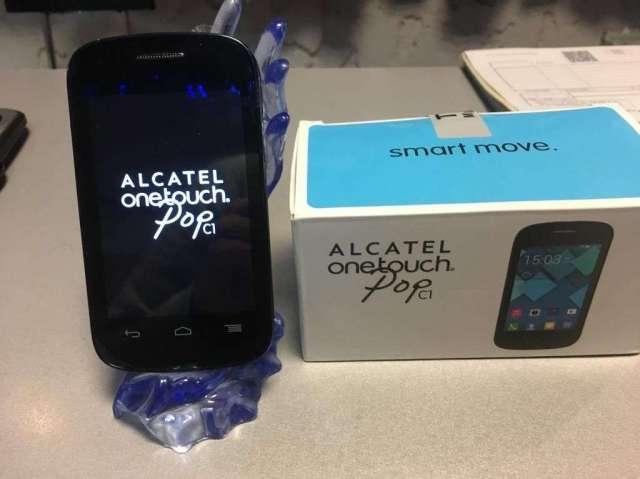 ALCATEL
onetouch.
Pop C1
smart move.
ALCATEL
onetouch.
Pop C1
15:03